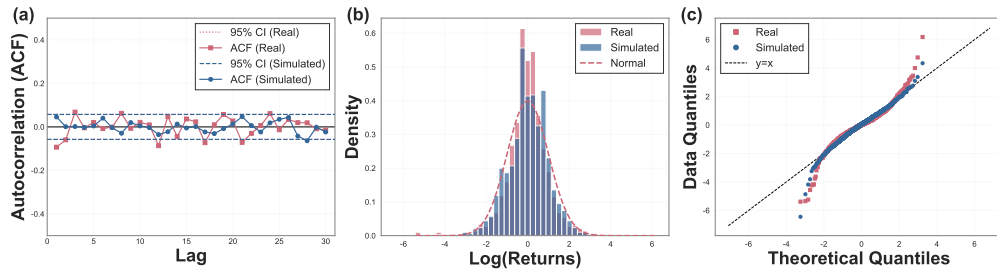 (a)
Autocorrelation (ACF)
0.4
0.2
0.0
-0.2
-0.4
95% CI (Real)
ACF (Real)
95% CI (Simulated)
ACF (Simulated)
0 5 10 15 20 25 30
Lag
(b)
Density
0.6
0.5
0.4
0.3
0.2
0.1
0.0
Real
Simulated
Normal
-6 -4 -2 0 2 4 6
Log(Returns)
(c)
Data Quantiles
6
4
2
0
-2
-4
-6
Real
Simulated
y=x
-6 -4 -2 0 2 4 6
Theoretical Quantiles